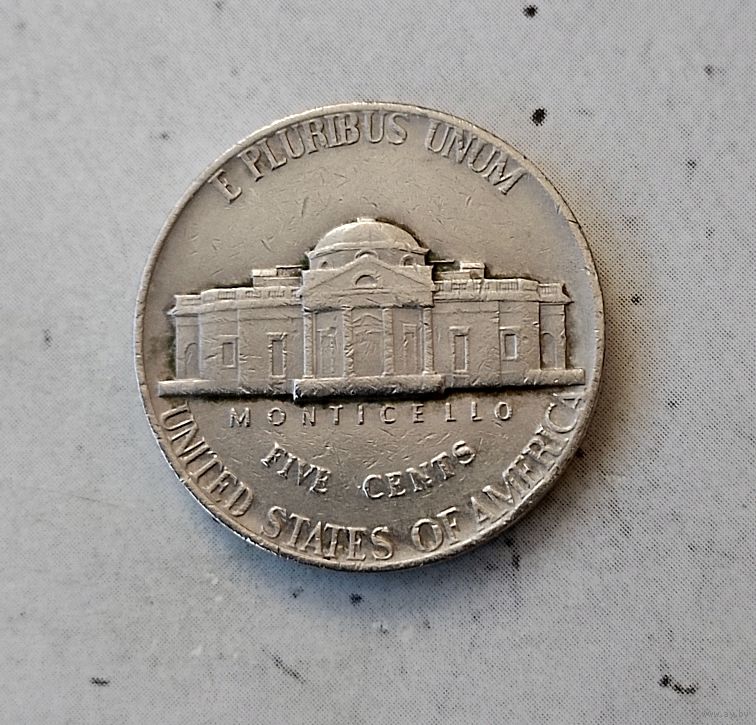 E PLURIBUS UNUM
MONTICELLO
FIVE CENTS
UNITED STATES OF AMERICA